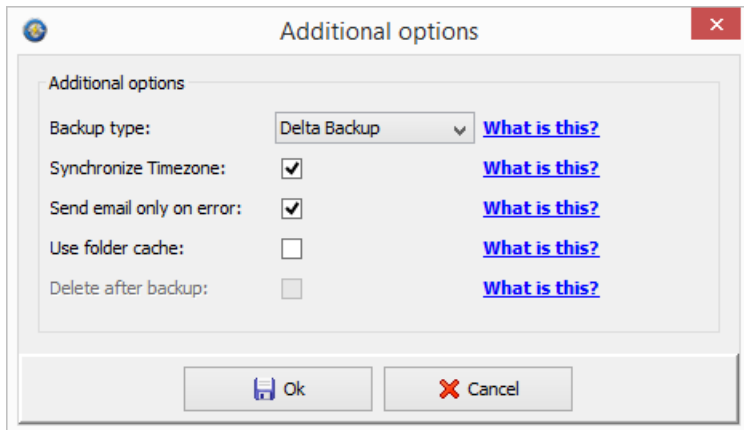 Additional options
Additional options
Backup type: Delta Backup What is this?
Synchronize Timezone: What is this?
Send email only on error: What is this?
Use folder cache: What is this?
Delete after backup: What is this?
Ok Cancel